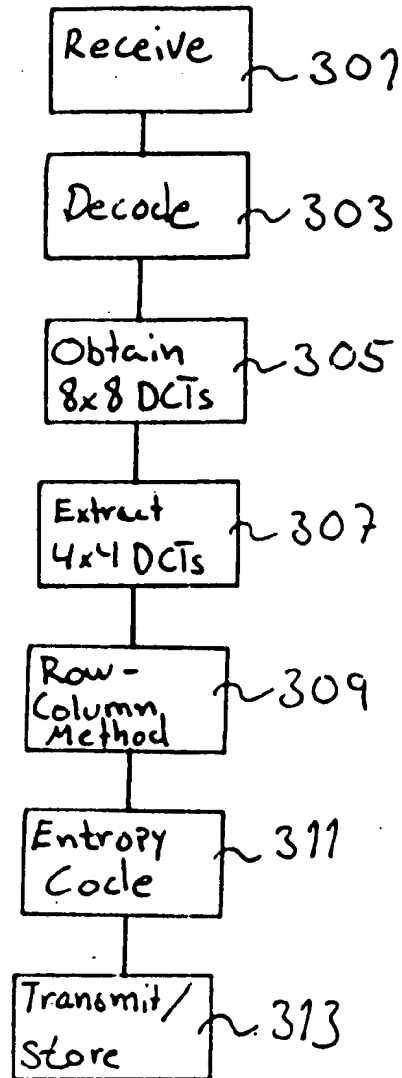 Receive
301
Decode
303
Obtain
8x8 DCTs
305
Extract
4x4 DCTs
307
Row-
Column
Method
309
Entropy
Code
311
Transmit/
Store
313